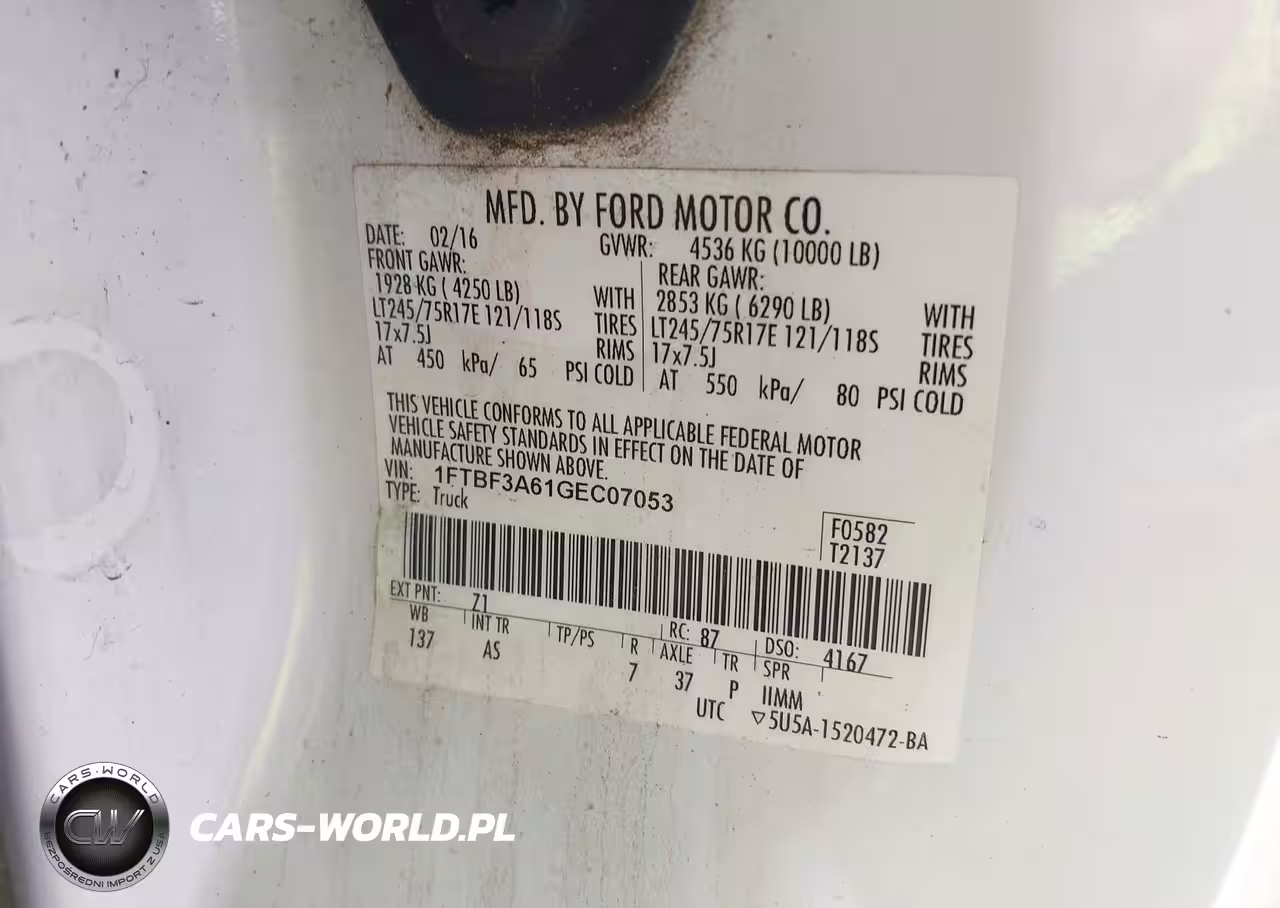 MFD. BY FORD MOTOR CO.
DATE: 02/16 GVWR: 4536 KG (10000 LB)
FRONT GAWR: REAR GAWR:
1928 KG ( 4250 LB) WITH 2853 KG ( 6290 LB) WITH
LT245/75R17E 121/118S TIRES LT245/75R17E 121/118S TIRES
17x7.5J RIMS 17x7.5J RIMS
AT 450 kPa/ 65 PSI COLD AT 550 kPa/ 80 PSI COLD
THIS VEHICLE CONFORMS TO ALL APPLICABLE FEDERAL MOTOR
VEHICLE SAFETY STANDARDS IN EFFECT ON THE DATE OF
MANUFACTURE SHOWN ABOVE.
VIN: 1FTBF3A61GEC07053
TYPE: Truck
F0582
T2137
EXT PNT: Z1 RC: 87 DSO: 4167
WB INT TR TP/PS R AXLE TR SPR
137 AS 7 37 P IIMM
UTC ▽5U5A-1520472-BA
CARS-WORLD
CW
BEZPOŚREDNI IMPORT Z USA
CARS-WORLD.PL